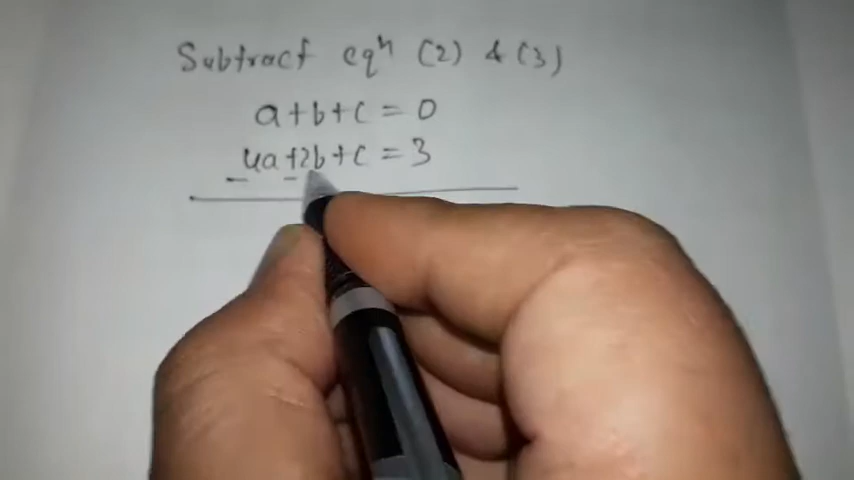 Subtract eqⁿ (2) & (3)
a+b+c = 0
4a+2b+c = 3
- -